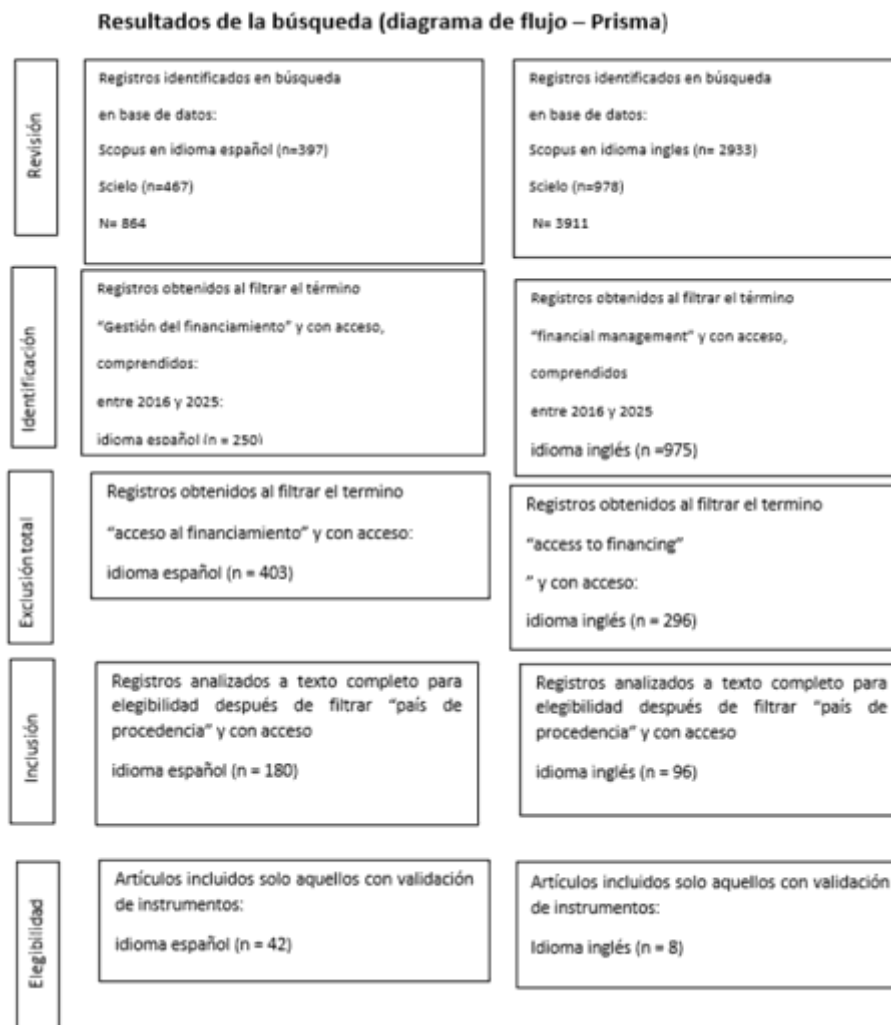 Resultados de la búsqueda (diagrama de flujo – Prisma)
Revisión
Registros identificados en búsqueda
en base de datos:
Scopus en idioma español (n=397)
Scielo (n=467)
N= 864
Registros identificados en búsqueda
en base de datos:
Scopus en idioma ingles (n= 2933)
Scielo (n=978)
N= 3911
Identificación
Registros obtenidos al filtrar el término
“Gestión del financiamiento” y con acceso,
comprendidos:
entre 2016 y 2025:
idioma español (n = 250)
Registros obtenidos al filtrar el término
“financial management” y con acceso,
comprendidos
entre 2016 y 2025
idioma inglés (n =975)
Exclusión total
Registros obtenidos al filtrar el termino
“acceso al financiamiento” y con acceso:
idioma español (n = 403)
Registros obtenidos al filtrar el termino
“access to financing”
” y con acceso:
idioma inglés (n = 296)
Inclusión
Registros analizados a texto completo para
elegibilidad después de filtrar “país de
procedencia” y con acceso
idioma español (n = 180)
Registros analizados a texto completo para
elegibilidad después de filtrar “país de
procedencia” y con acceso
idioma inglés (n = 96)
Elegibilidad
Artículos incluidos solo aquellos con validación
de instrumentos:
idioma español (n = 42)
Artículos incluidos solo aquellos con validación
de instrumentos:
Idioma inglés (n = 8)